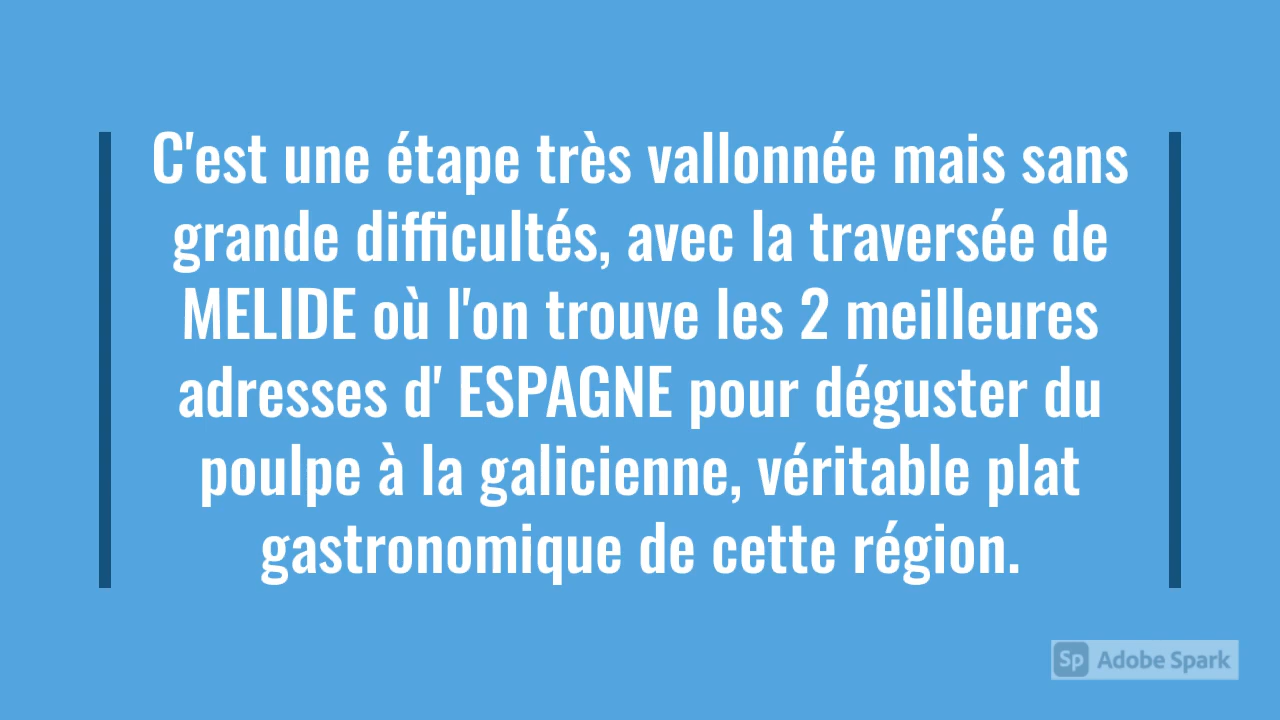 C'est une étape très vallonnée mais sans
grande difficultés, avec la traversée de
MELIDE où l'on trouve les 2 meilleures
adresses d' ESPAGNE pour déguster du
poulpe à la galicienne, véritable plat
gastronomique de cette région.
Sp Adobe Spark